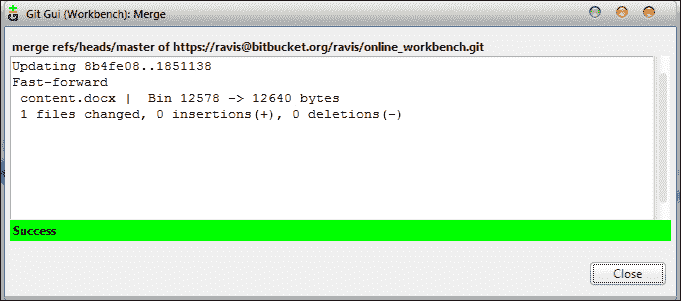 Git Gui (Workbench): Merge
merge refs/heads/master of https://ravis@bitbucket.org/ravis/online_workbench.git
Updating 8b4fe08..1851138
Fast-forward
 content.docx |  Bin 12578 -> 12640 bytes
 1 files changed, 0 insertions(+), 0 deletions(-)
Success
Close